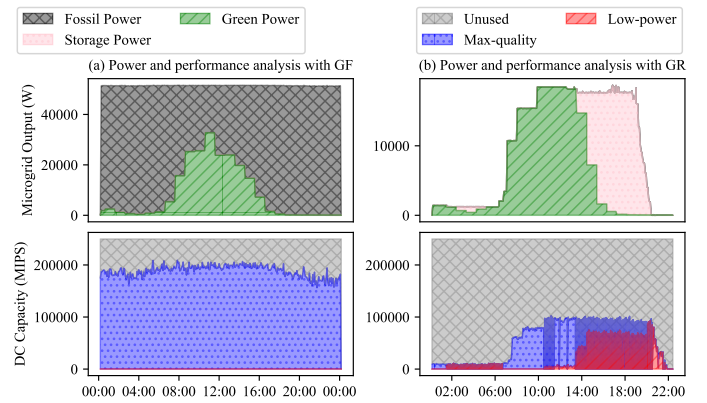 Fossil Power
Green Power
Storage Power
Unused
Low-power
Max-quality
(a) Power and performance analysis with GF
(b) Power and performance analysis with GR
Microgrid Output (W)
40000
20000
0
10000
0
DC Capacity (MIPS)
200000
100000
0
200000
100000
0
00:00 04:00 08:00 12:00 16:00 20:00 00:00
02:00 06:00 10:00 14:00 18:00 22:00